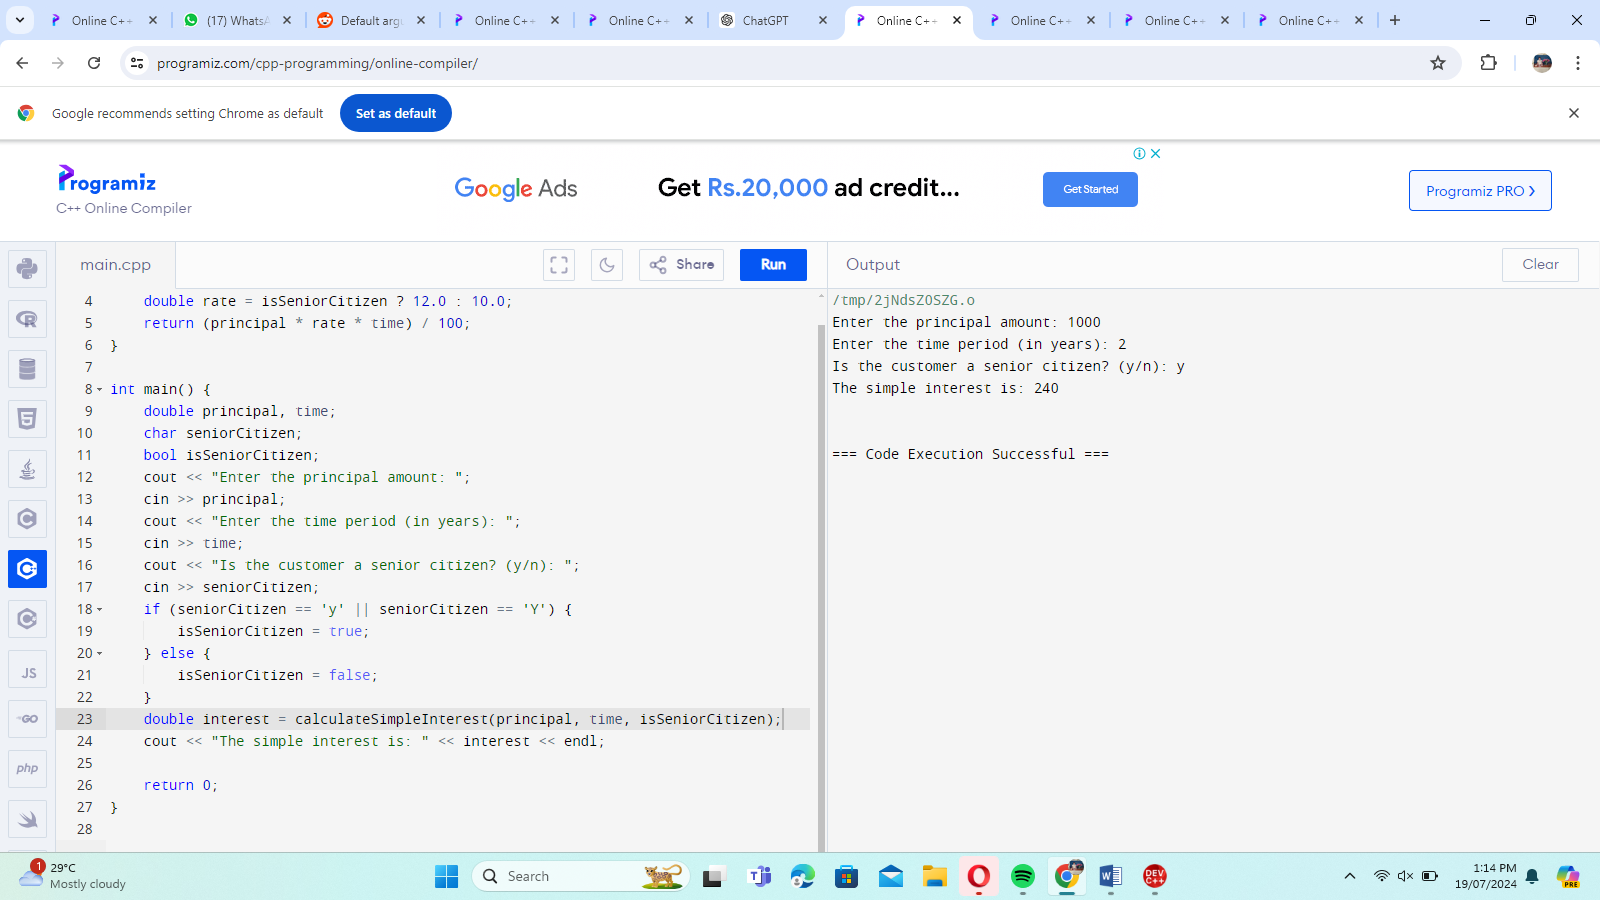 Online C++
(17) WhatsA
Default argu
Online C++
Online C++
ChatGPT
Online C++
Online C++
Online C++
Online C++
programiz.com/cpp-programming/online-compiler/
Google recommends setting Chrome as default
Set as default
Programiz
C++ Online Compiler
Google Ads
Get Rs.20,000 ad credit...
Get Started
Programiz PRO ›
main.cpp
Share
Run
Output
Clear
4 double rate = isSeniorCitizen ? 12.0 : 10.0;
5 return (principal * rate * time) / 100;
6 }
7
8 int main() {
9 double principal, time;
10 char seniorCitizen;
11 bool isSeniorCitizen;
12 cout << "Enter the principal amount: ";
13 cin >> principal;
14 cout << "Enter the time period (in years): ";
15 cin >> time;
16 cout << "Is the customer a senior citizen? (y/n): ";
17 cin >> seniorCitizen;
18 if (seniorCitizen == 'y' || seniorCitizen == 'Y') {
19 isSeniorCitizen = true;
20 } else {
21 isSeniorCitizen = false;
22 }
23 double interest = calculateSimpleInterest(principal, time, isSeniorCitizen);
24 cout << "The simple interest is: " << interest << endl;
25
26 return 0;
27 }
28
/tmp/2jNdsZOSZG.o
Enter the principal amount: 1000
Enter the time period (in years): 2
Is the customer a senior citizen? (y/n): y
The simple interest is: 240
=== Code Execution Successful ===
JS
GO
php
1
29°C
Mostly cloudy
Search
DEV
C++
1:14 PM
19/07/2024
PRE